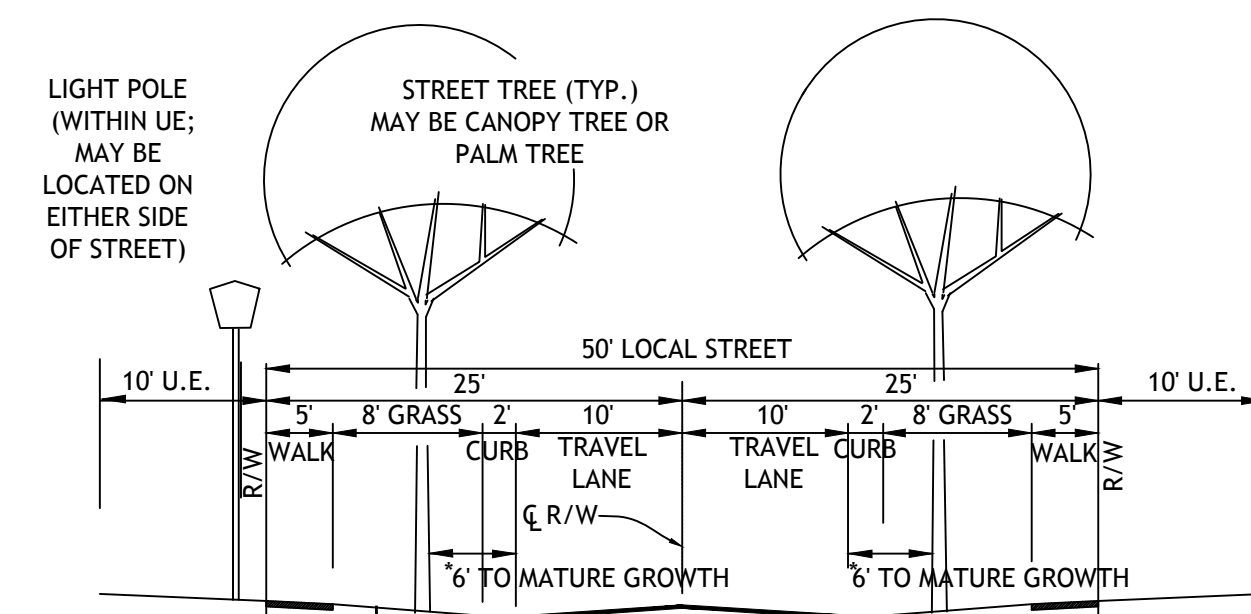 LIGHT POLE
(WITHIN UE;
MAY BE
LOCATED ON
EITHER SIDE
OF STREET)
STREET TREE (TYP.)
MAY BE CANOPY TREE OR
PALM TREE
50' LOCAL STREET
10' U.E.
25'
25'
10' U.E.
5'
8' GRASS
2'
10'
10'
2'
8' GRASS
5'
WALK
CURB
TRAVEL
LANE
TRAVEL
LANE
CURB
WALK
R/W
R/W
℄ R/W
*6' TO MATURE GROWTH
*6' TO MATURE GROWTH